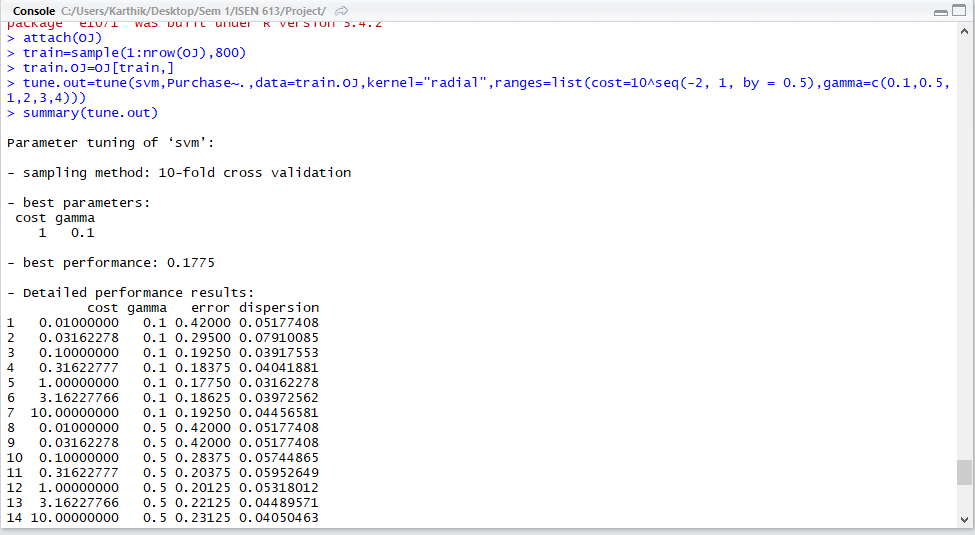 Console C:/Users/Karthik/Desktop/Sem 1/ISEN 613/Project/
package ‘e1071’ was built under R version 3.4.2
> attach(OJ)
> train=sample(1:nrow(OJ),800)
> train.OJ=OJ[train,]
> tune.out=tune(svm,Purchase~.,data=train.OJ,kernel="radial",ranges=list(cost=10^seq(-2, 1, by = 0.5),gamma=c(0.1,0.5,
1,2,3,4)))
> summary(tune.out)
Parameter tuning of ‘svm’:
- sampling method: 10-fold cross validation
- best parameters:
cost gamma
1 0.1
- best performance: 0.1775
- Detailed performance results:
cost gamma error dispersion
1 0.01000000 0.1 0.42000 0.05177408
2 0.03162278 0.1 0.29500 0.07910085
3 0.10000000 0.1 0.19250 0.03917553
4 0.31622777 0.1 0.18375 0.04041881
5 1.00000000 0.1 0.17750 0.03162278
6 3.16227766 0.1 0.18625 0.03972562
7 10.00000000 0.1 0.19250 0.04456581
8 0.01000000 0.5 0.42000 0.05177408
9 0.03162278 0.5 0.42000 0.05177408
10 0.10000000 0.5 0.28375 0.05744865
11 0.31622777 0.5 0.20375 0.05952649
12 1.00000000 0.5 0.20125 0.05318012
13 3.16227766 0.5 0.22125 0.04489571
14 10.00000000 0.5 0.23125 0.04050463